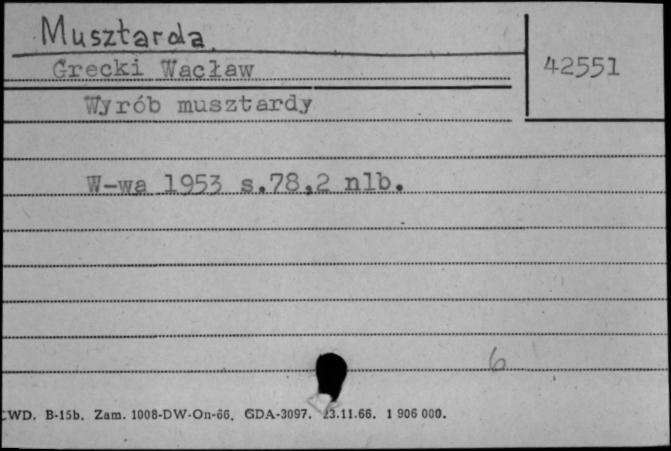 Musztarda
42551
Grecki Wacław
Wyrób musztardy
W-wa 1953 s.78,2 nlb.
6
CWD. B-15b. Zam. 1008-DW-On-66. GDA-3097. 23.11.66. 1 906 000.